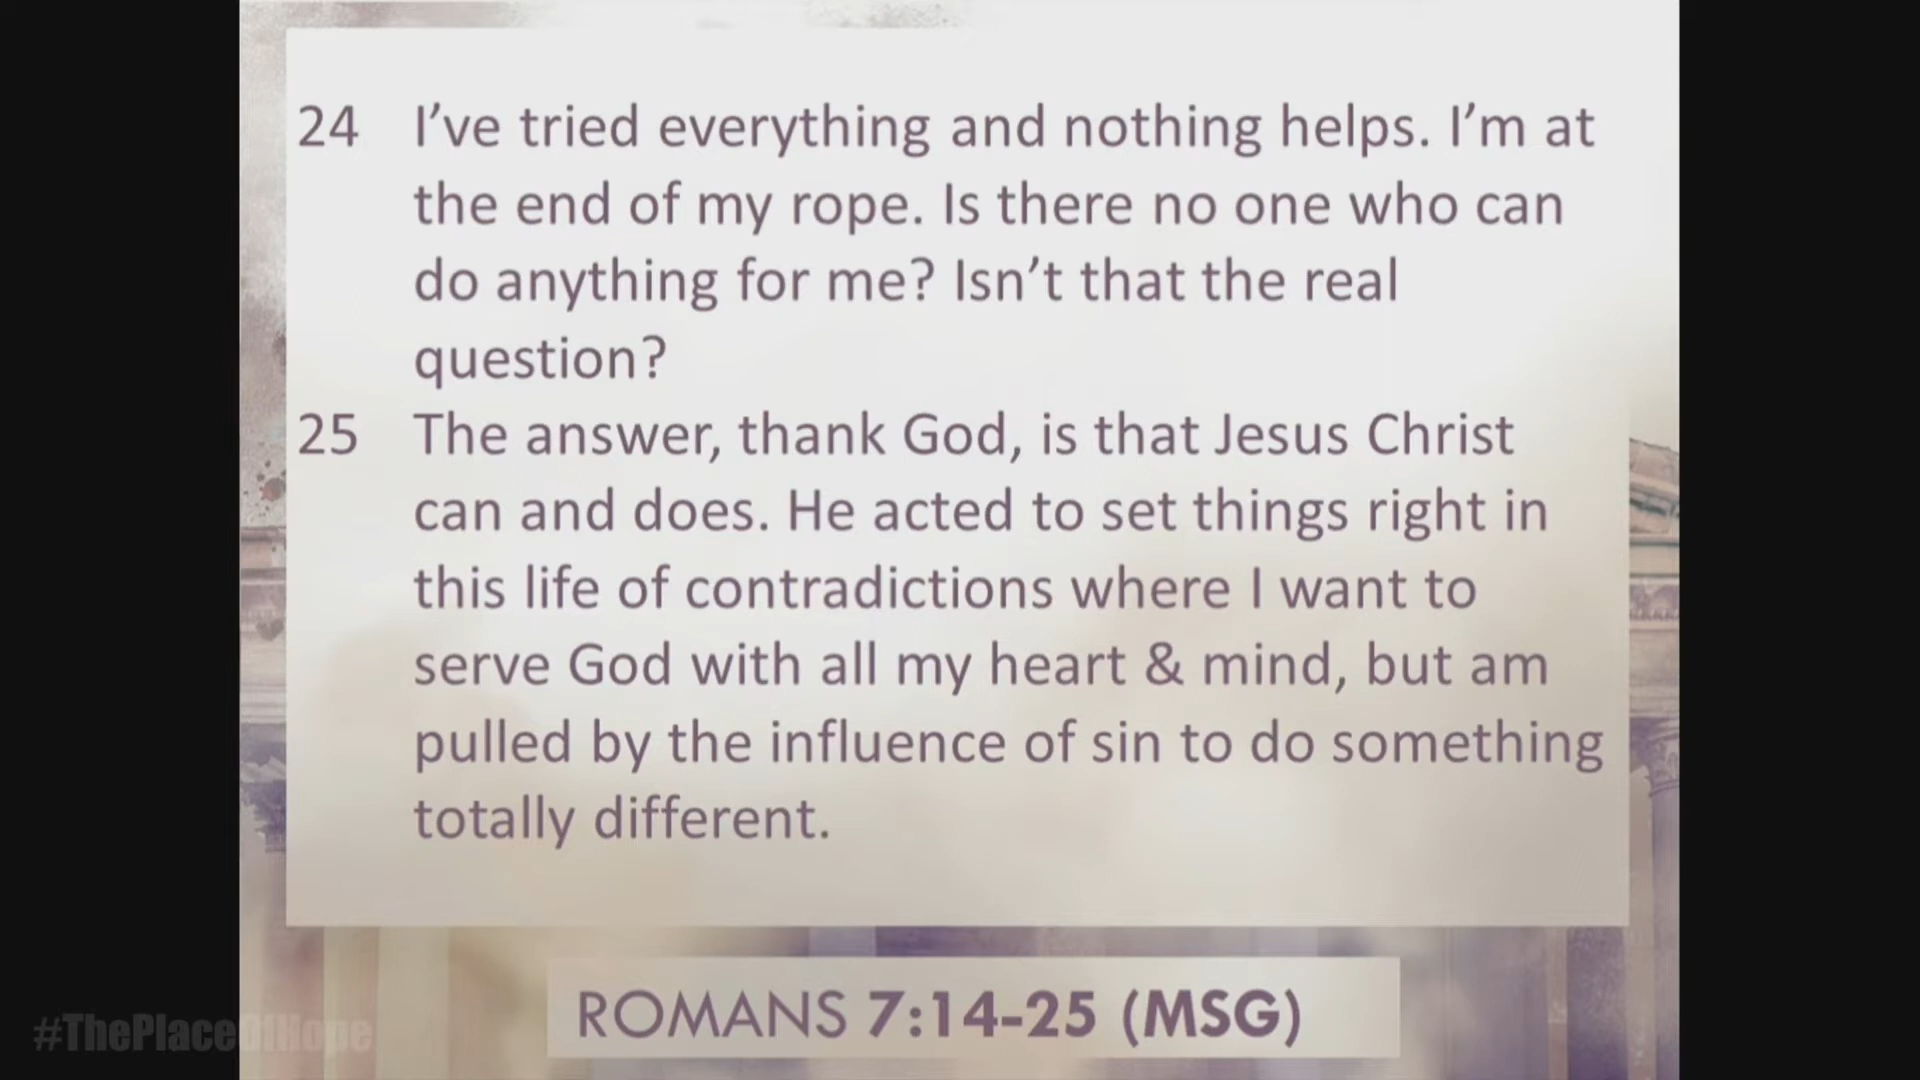 24 I’ve tried everything and nothing helps. I’m at
the end of my rope. Is there no one who can
do anything for me? Isn’t that the real
question?
25 The answer, thank God, is that Jesus Christ
can and does. He acted to set things right in
this life of contradictions where I want to
serve God with all my heart & mind, but am
pulled by the influence of sin to do something
totally different.
ROMANS 7:14-25 (MSG)
#ThePlaceOfHope